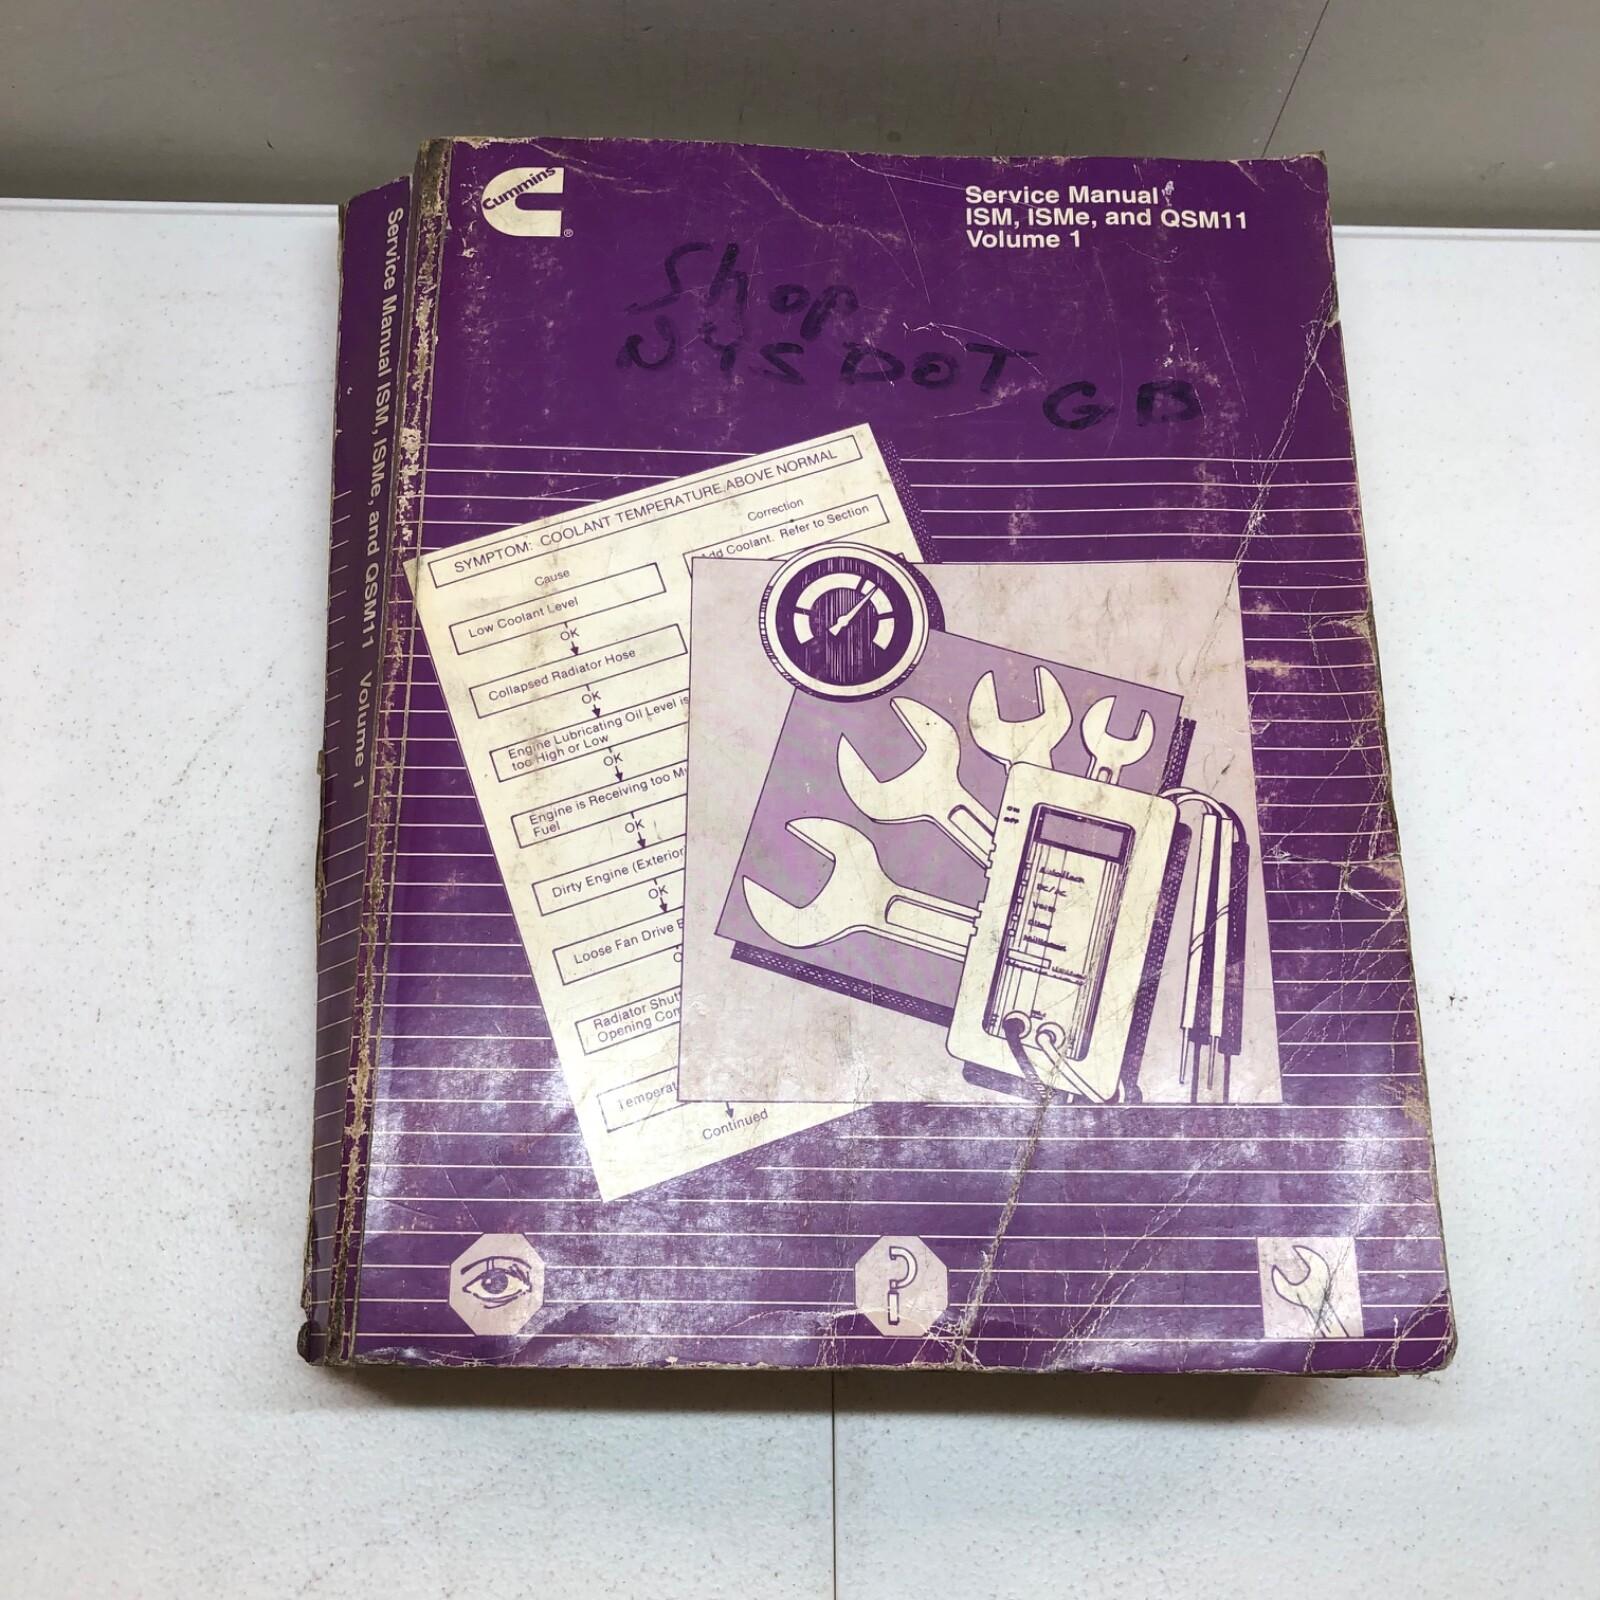 Cummins
®
Service Manual
ISM, ISMe, and QSM11
Volume 1
Shop
NYSDOT GB
Service Manual ISM, ISMe, and QSM11 Volume 1
SYMPTOM: COOLANT TEMPERATURE ABOVE NORMAL
Cause
Correction
Low Coolant Level
Add Coolant. Refer to Section
OK
Collapsed Radiator Hose
OK
Engine Lubricating Oil Level is
too High or Low
OK
Engine is Receiving too
Fuel
OK
Dirty Engine (Exterior
OK
Loose Fan Drive
Radiator
Opening
Continued